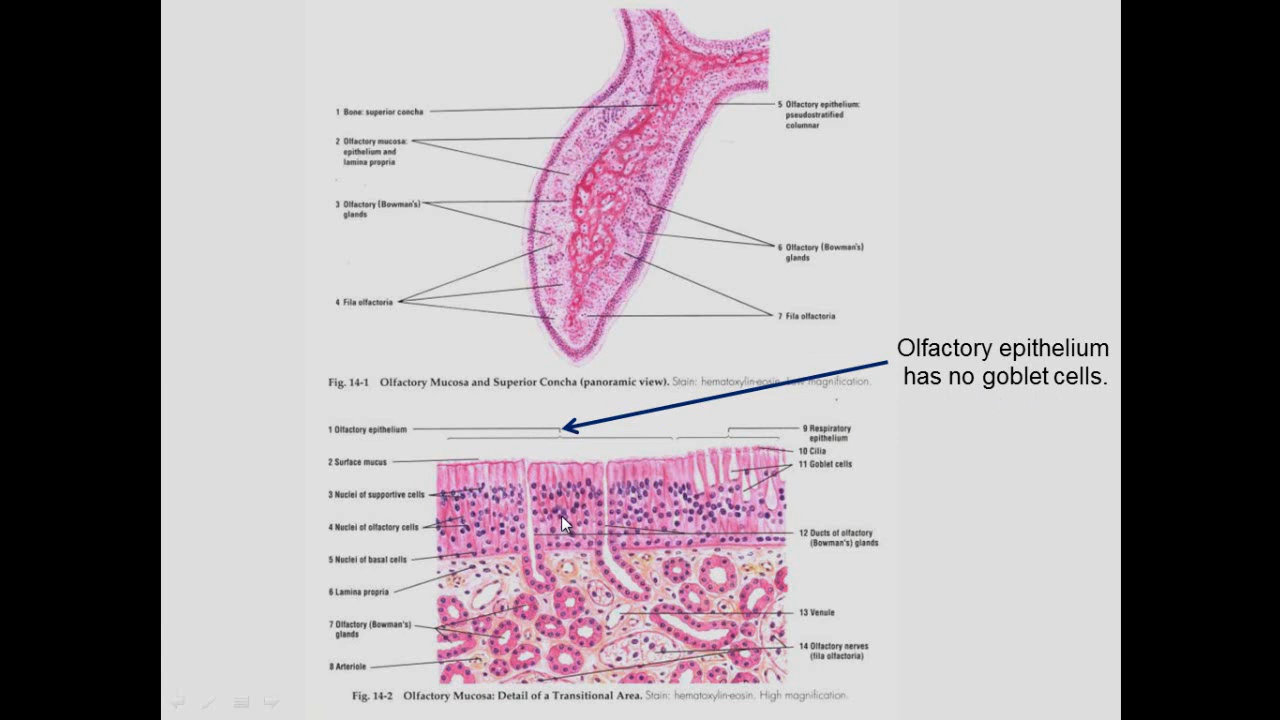 1 Bone: superior concha
2 Olfactory mucosa:
epithelium and
lamina propria
3 Olfactory (Bowman's)
glands
4 Fila olfactoria
5 Olfactory epithelium:
pseudostratified
columnar
6 Olfactory (Bowman's)
glands
7 Fila olfactoria
Olfactory epithelium
has no goblet cells.
Fig. 14-1 Olfactory Mucosa and Superior Concha (panoramic view). Stain: hematoxylin-eosin. Low magnification.
1 Olfactory epithelium
2 Surface mucus
3 Nuclei of supportive cells
4 Nuclei of olfactory cells
5 Nuclei of basal cells
6 Lamina propria
7 Olfactory (Bowman's)
glands
8 Arteriole
9 Respiratory
epithelium
10 Cilia
11 Goblet cells
12 Ducts of olfactory
(Bowman's) glands
13 Venule
14 Olfactory nerves
(fila olfactoria)
Fig. 14-2 Olfactory Mucosa: Detail of a Transitional Area. Stain: hematoxylin-eosin. High magnification.